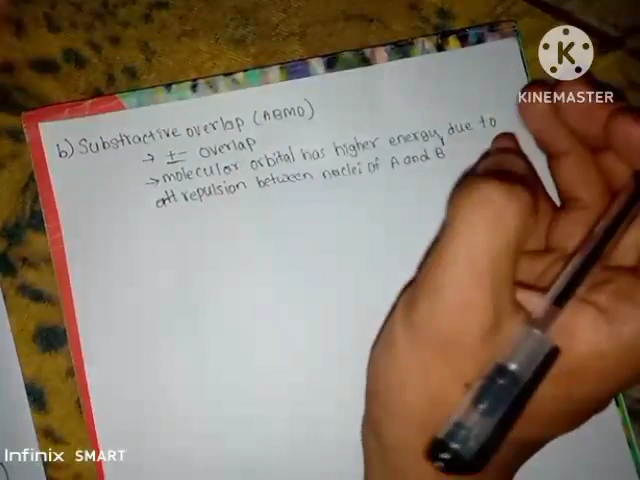 K
KINEMASTER
b) Substractive overlap (ABMO)
→ +- overlap
→ molecular orbital has higher energy, due to
repulsion between nuclei of A and B
Infinix SMART